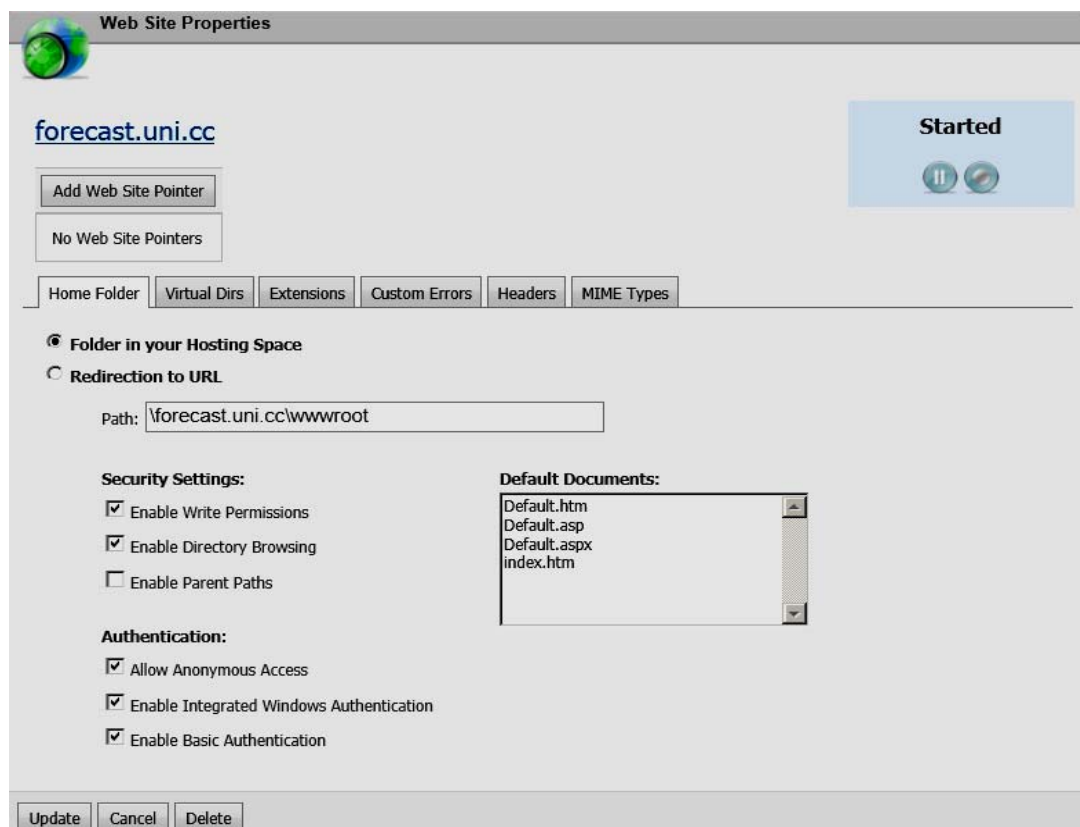 Web Site Properties
forecast.uni.cc
Started
Add Web Site Pointer
No Web Site Pointers
Home Folder Virtual Dirs Extensions Custom Errors Headers MIME Types
Folder in your Hosting Space
Redirection to URL
Path: \forecast.uni.cc\wwwroot
Security Settings:
Enable Write Permissions
Enable Directory Browsing
Enable Parent Paths
Default Documents:
Default.htm
Default.asp
Default.aspx
index.htm
Authentication:
Allow Anonymous Access
Enable Integrated Windows Authentication
Enable Basic Authentication
Update Cancel Delete